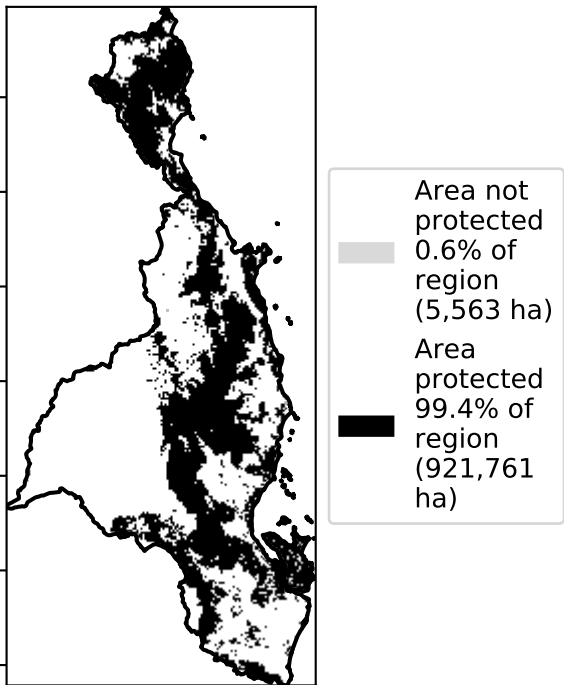 Area not
protected
0.6% of
region
(5,563 ha)
Area
protected
99.4% of
region
(921,761
ha)